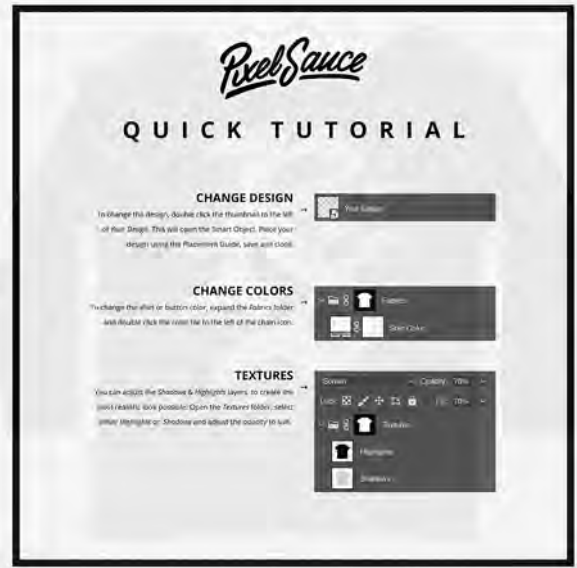 PixelSauce
QUICK TUTORIAL
CHANGE DESIGN
To change the design, double click the thumbnail to the left
of Your Design. This will open the Smart Object. Place your
design using the Placement Guide, save and close.
→
Your Design
CHANGE COLORS
To change the shirt or button color, expand the Fabrics folder
and double click the color tile to the left of the chain icon.
→
Fabrics
Shirt Color
TEXTURES
You can adjust the Shadows & Highlights layers, to create the
most realistic look possible. Open the Textures folder, select
either Highlights or Shadows and adjust the opacity to suit.
→
Screen Opacity: 70%
Lock: Fill: 70%
Textures
Highlights
Shadows